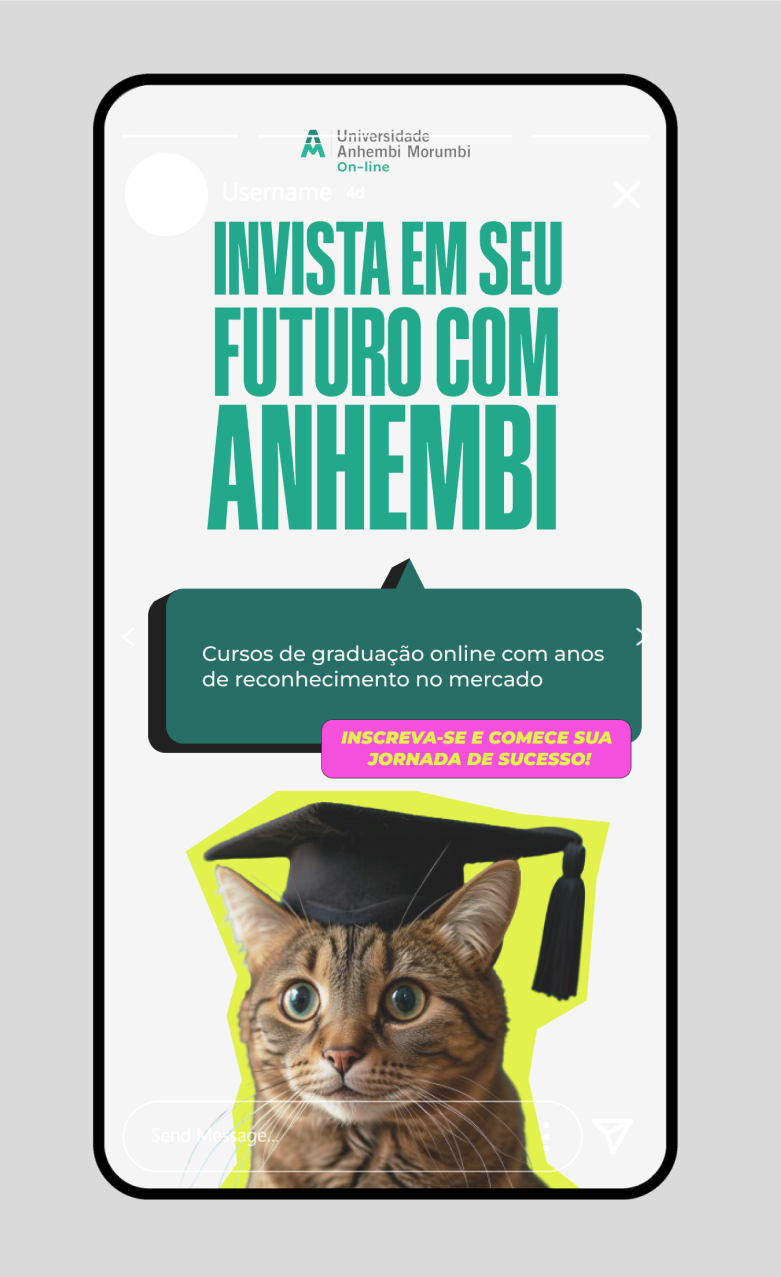 Universidade
Anhembi Morumbi
On-line
Username 4d
INVISTA EM SEU
FUTURO COM
ANHEMBI
Cursos de graduação online com anos
de reconhecimento no mercado
INSCREVA-SE E COMECE SUA
JORNADA DE SUCESSO!
Send Message...